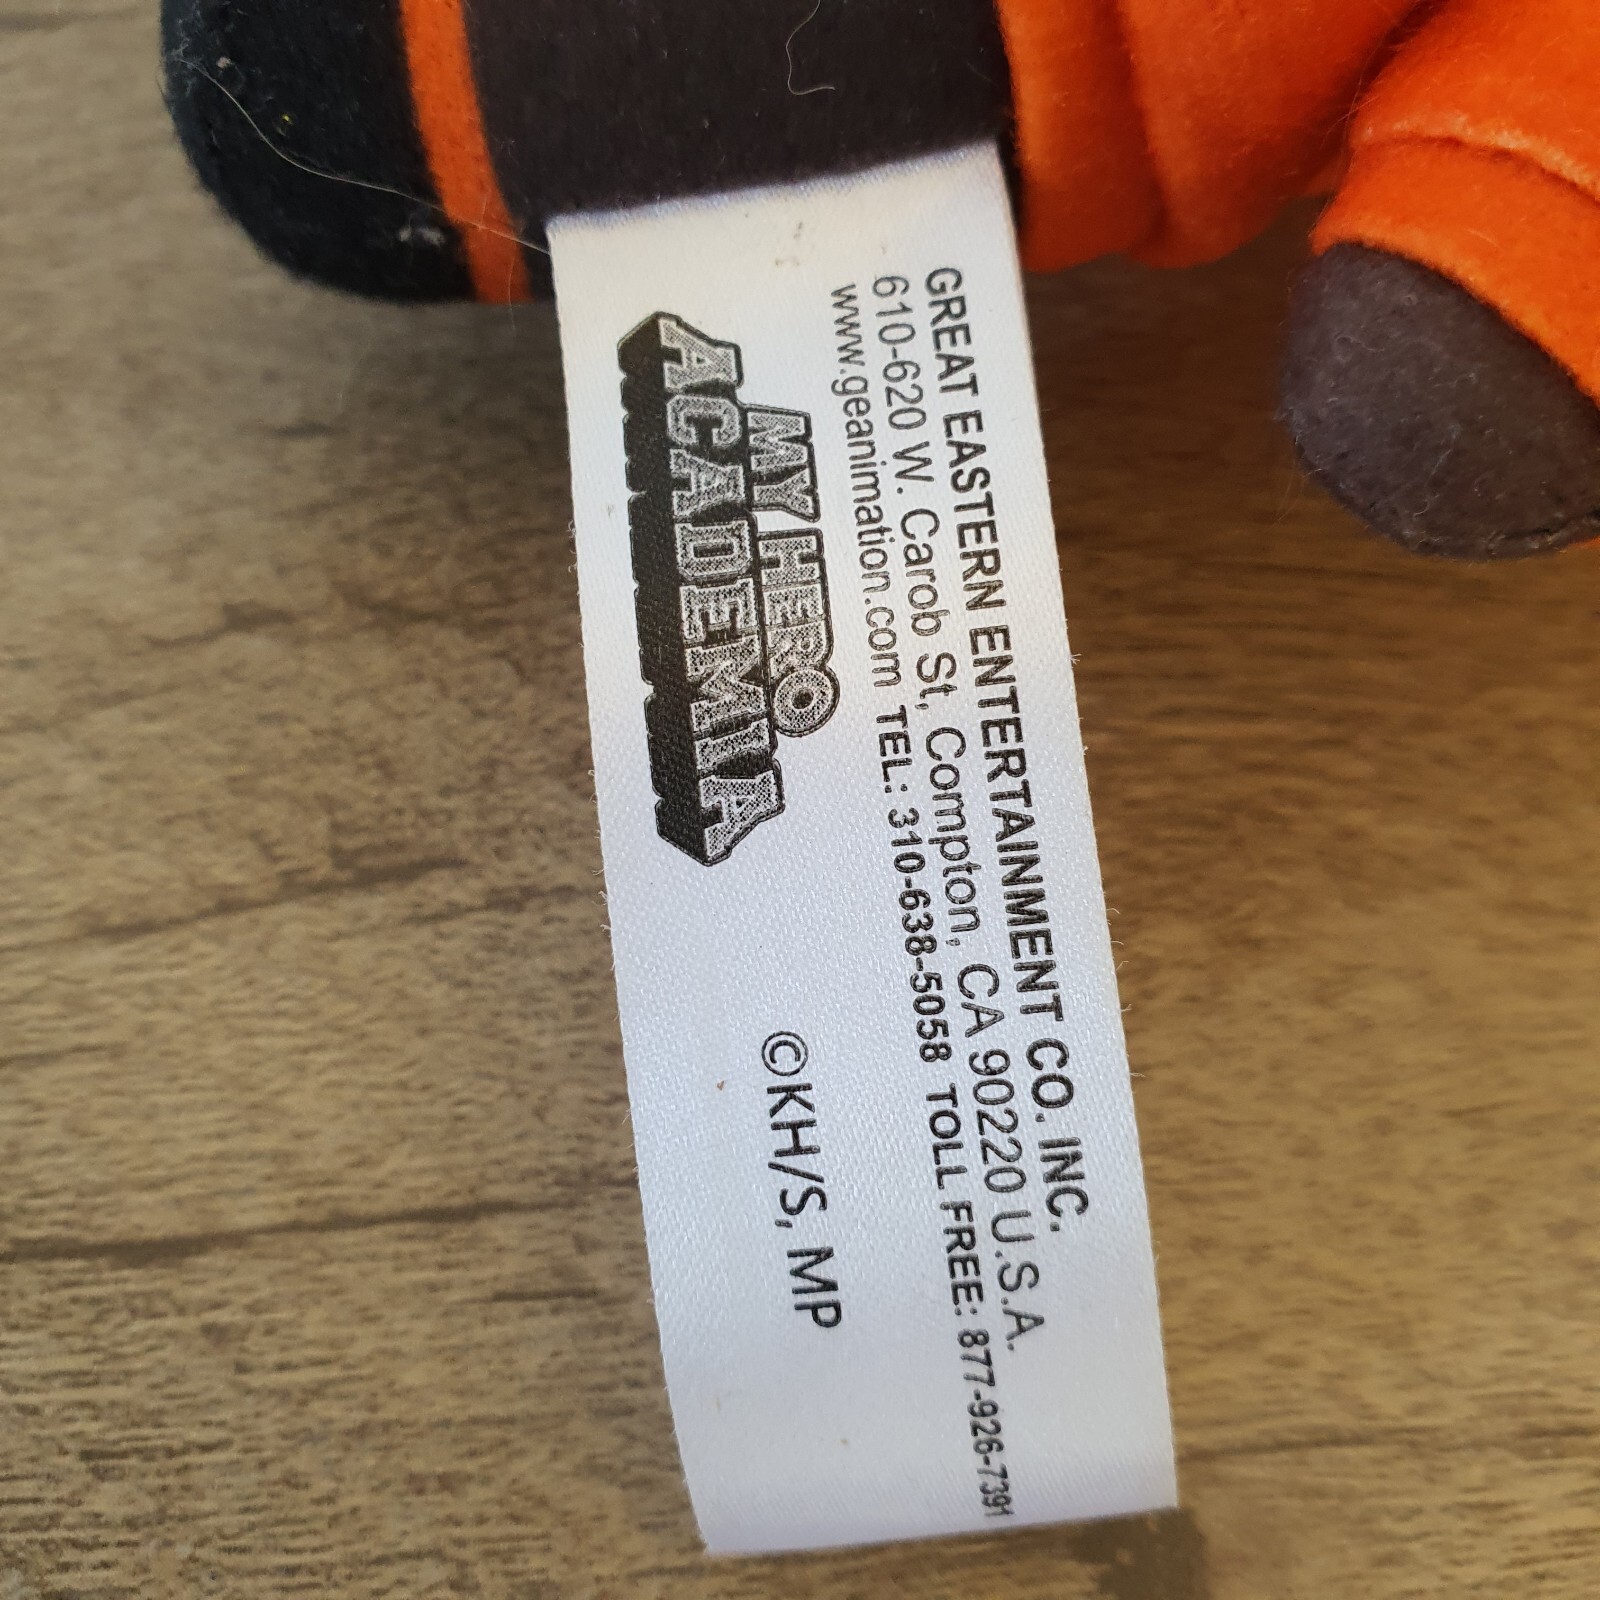 GREAT EASTERN ENTERTAINMENT CO. INC.
610-620 W. Carob St, Compton, CA 90220 U.S.A.
www.geanimation.com TEL: 310-638-5058 TOLL FREE: 877-926-7391
MY HERO
ACADEMIA
©KH/S, MP